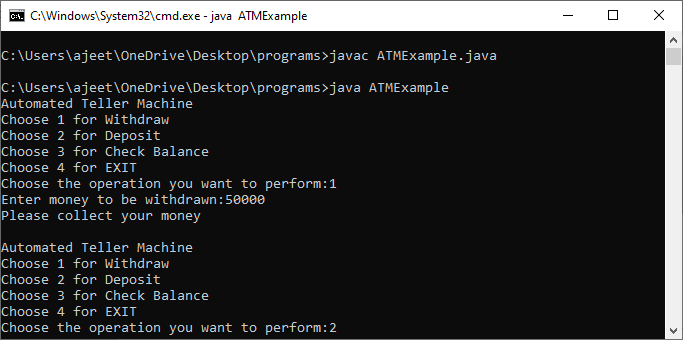 C:\Windows\System32\cmd.exe - java  ATMExample
C:\Users\ajeet\OneDrive\Desktop\programs>javac ATMExample.java
C:\Users\ajeet\OneDrive\Desktop\programs>java ATMExample
Automated Teller Machine
Choose 1 for Withdraw
Choose 2 for Deposit
Choose 3 for Check Balance
Choose 4 for EXIT
Choose the operation you want to perform:1
Enter money to be withdrawn:50000
Please collect your money
Automated Teller Machine
Choose 1 for Withdraw
Choose 2 for Deposit
Choose 3 for Check Balance
Choose 4 for EXIT
Choose the operation you want to perform:2